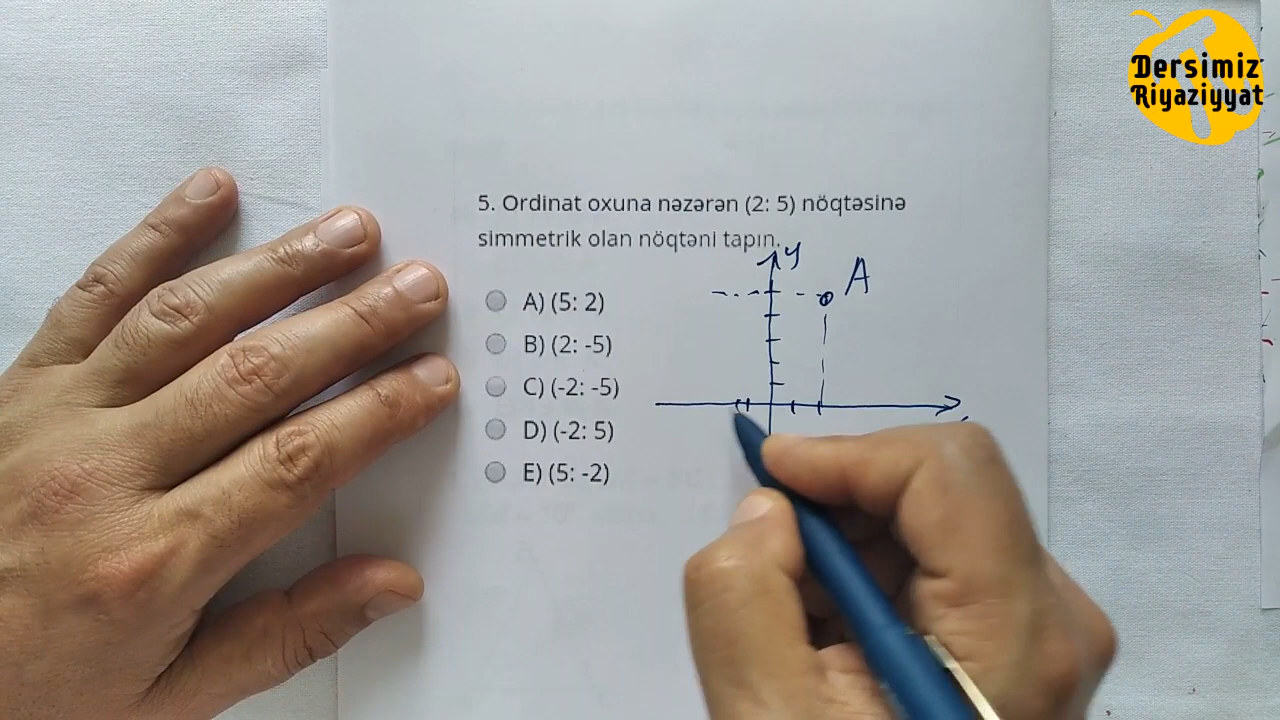 Dersimiz
Riyaziyyat
5. Ordinat oxuna nəzərən (2: 5) nöqtəsinə
simmetrik olan nöqtəni tapın.
y
A
A) (5: 2)
B) (2: -5)
C) (-2: -5)
D) (-2: 5)
E) (5: -2)